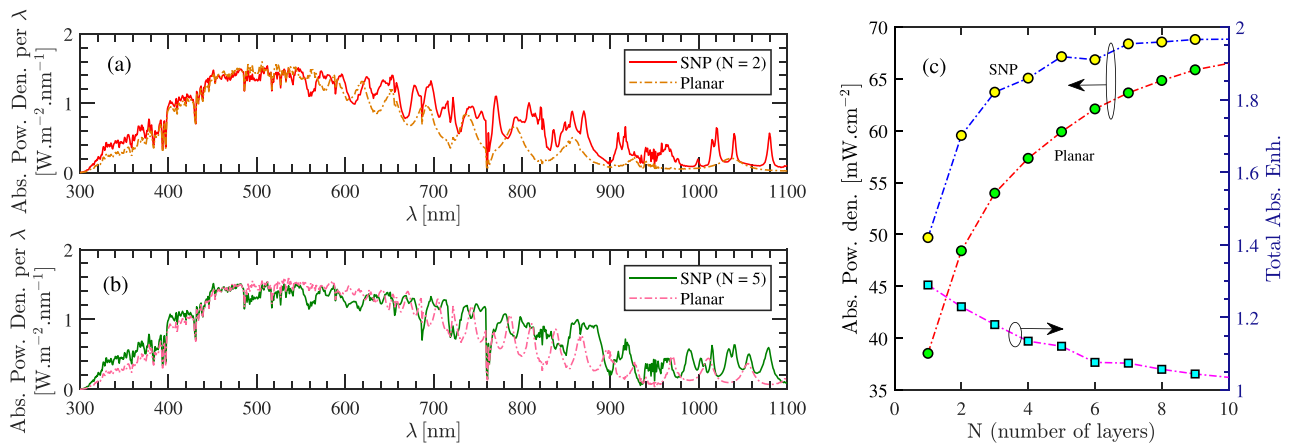 Abs. Pow. Den. per λ
[W.m⁻².nm⁻¹]
2
1
0
(a)
SNP (N = 2)
Planar
300 400 500 600 700 800 900 1000 1100
λ [nm]
Abs. Pow. Den. per λ
[W.m⁻².nm⁻¹]
2
1
0
(b)
SNP (N = 5)
Planar
300 400 500 600 700 800 900 1000 1100
λ [nm]
Abs. Pow. den. [mW.cm⁻²]
70
65
60
55
50
45
40
35
(c)
SNP
Planar
0 2 4 6 8 10
N (number of layers)
2
1.8
1.6
1.4
1.2
1
Total Abs. Enh.